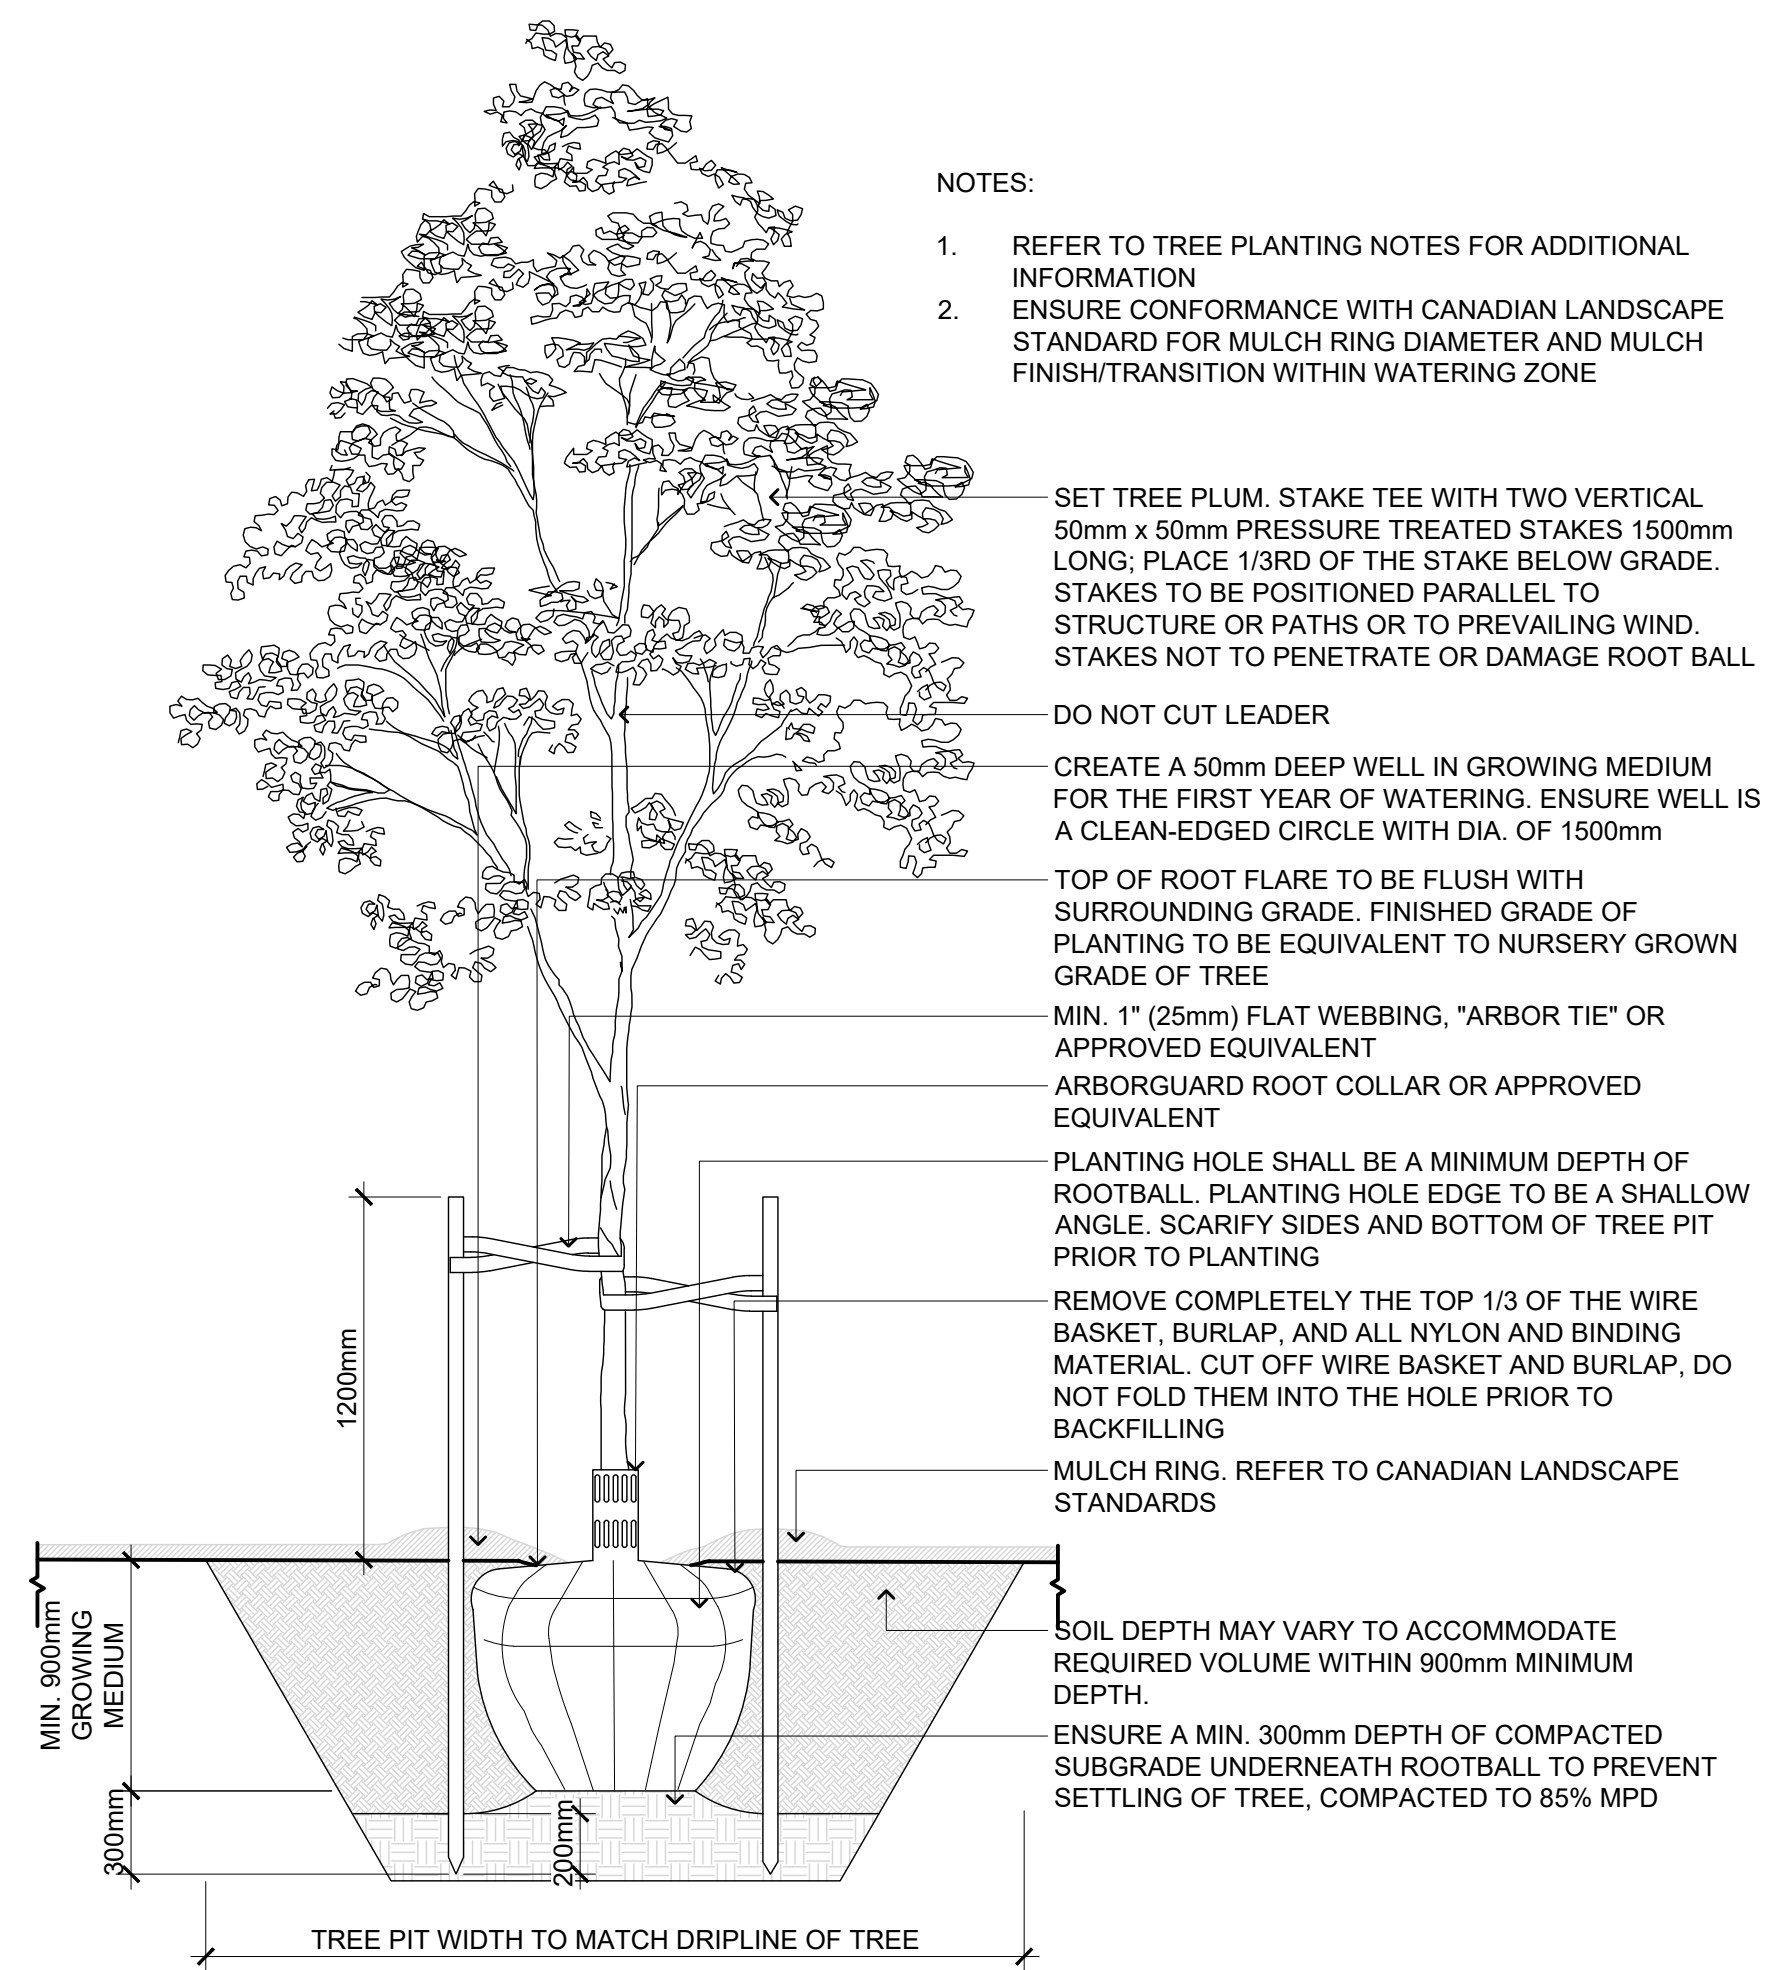 NOTES:
1. REFER TO TREE PLANTING NOTES FOR ADDITIONAL
INFORMATION
2. ENSURE CONFORMANCE WITH CANADIAN LANDSCAPE
STANDARD FOR MULCH RING DIAMETER AND MULCH
FINISH/TRANSITION WITHIN WATERING ZONE
SET TREE PLUM. STAKE TEE WITH TWO VERTICAL
50mm x 50mm PRESSURE TREATED STAKES 1500mm
LONG; PLACE 1/3RD OF THE STAKE BELOW GRADE.
STAKES TO BE POSITIONED PARALLEL TO
STRUCTURE OR PATHS OR TO PREVAILING WIND.
STAKES NOT TO PENETRATE OR DAMAGE ROOT BALL
DO NOT CUT LEADER
CREATE A 50mm DEEP WELL IN GROWING MEDIUM
FOR THE FIRST YEAR OF WATERING. ENSURE WELL IS
A CLEAN-EDGED CIRCLE WITH DIA. OF 1500mm
TOP OF ROOT FLARE TO BE FLUSH WITH
SURROUNDING GRADE. FINISHED GRADE OF
PLANTING TO BE EQUIVALENT TO NURSERY GROWN
GRADE OF TREE
MIN. 1" (25mm) FLAT WEBBING, "ARBOR TIE" OR
APPROVED EQUIVALENT
ARBORGUARD ROOT COLLAR OR APPROVED
EQUIVALENT
PLANTING HOLE SHALL BE A MINIMUM DEPTH OF
ROOTBALL. PLANTING HOLE EDGE TO BE A SHALLOW
ANGLE. SCARIFY SIDES AND BOTTOM OF TREE PIT
PRIOR TO PLANTING
REMOVE COMPLETELY THE TOP 1/3 OF THE WIRE
BASKET, BURLAP, AND ALL NYLON AND BINDING
MATERIAL. CUT OFF WIRE BASKET AND BURLAP, DO
NOT FOLD THEM INTO THE HOLE PRIOR TO
BACKFILLING
MULCH RING. REFER TO CANADIAN LANDSCAPE
STANDARDS
SOIL DEPTH MAY VARY TO ACCOMMODATE
REQUIRED VOLUME WITHIN 900mm MINIMUM
DEPTH.
ENSURE A MIN. 300mm DEPTH OF COMPACTED
SUBGRADE UNDERNEATH ROOTBALL TO PREVENT
SETTLING OF TREE, COMPACTED TO 85% MPD
1200mm
MIN. 900mm
GROWING
MEDIUM
300mm
200mm
TREE PIT WIDTH TO MATCH DRIPLINE OF TREE